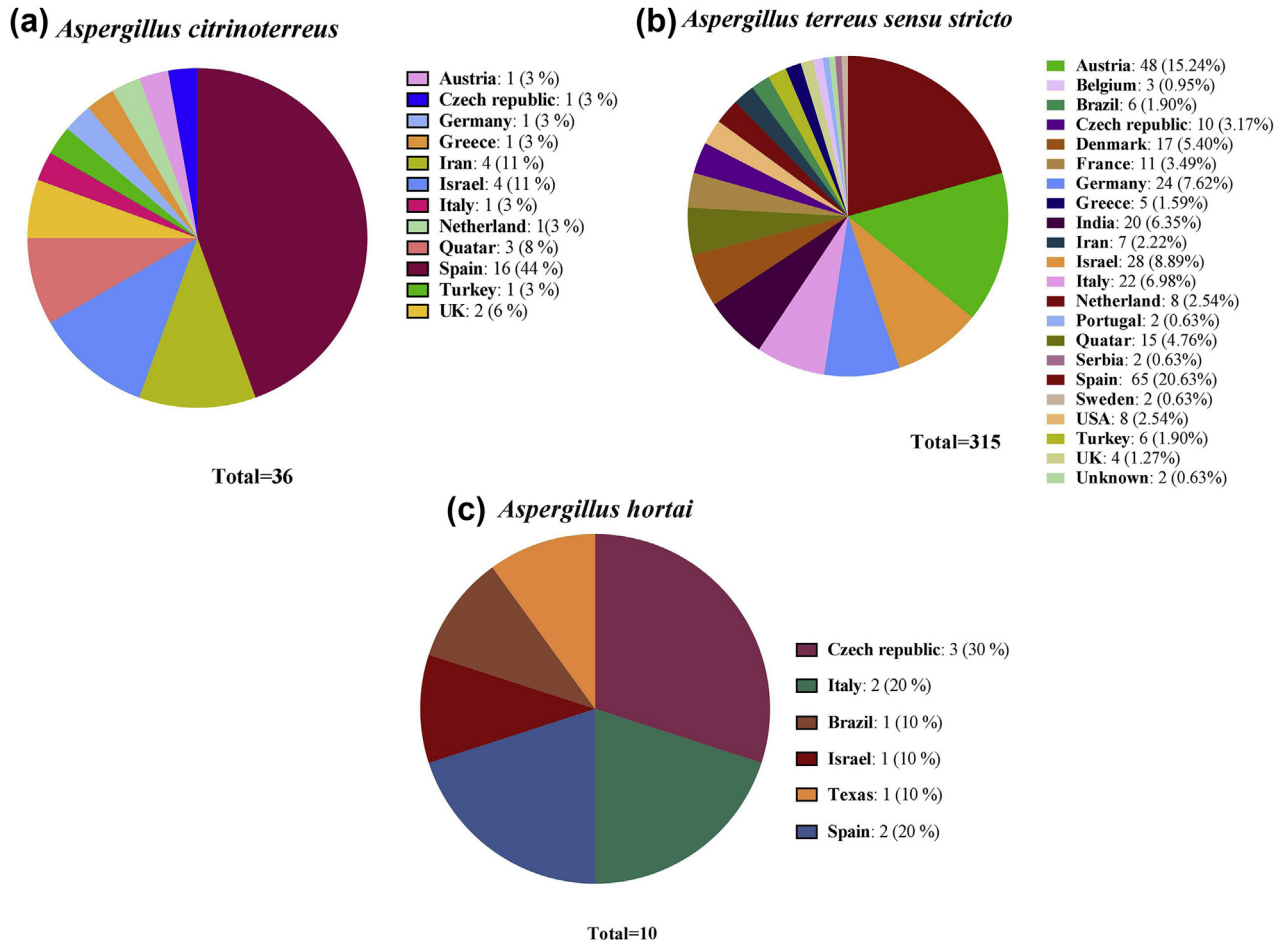 (a) Aspergillus citrinoterreus
Austria: 1 (3 %)
Czech republic: 1 (3 %)
Germany: 1 (3 %)
Greece: 1 (3 %)
Iran: 4 (11 %)
Israel: 4 (11 %)
Italy: 1 (3 %)
Netherland: 1(3 %)
Quatar: 3 (8 %)
Spain: 16 (44 %)
Turkey: 1 (3 %)
UK: 2 (6 %)
Total=36
(b) Aspergillus terreus sensu stricto
Austria: 48 (15.24%)
Belgium: 3 (0.95%)
Brazil: 6 (1.90%)
Czech republic: 10 (3.17%)
Denmark: 17 (5.40%)
France: 11 (3.49%)
Germany: 24 (7.62%)
Greece: 5 (1.59%)
India: 20 (6.35%)
Iran: 7 (2.22%)
Israel: 28 (8.89%)
Italy: 22 (6.98%)
Netherland: 8 (2.54%)
Portugal: 2 (0.63%)
Quatar: 15 (4.76%)
Serbia: 2 (0.63%)
Spain: 65 (20.63%)
Sweden: 2 (0.63%)
USA: 8 (2.54%)
Turkey: 6 (1.90%)
UK: 4 (1.27%)
Unknown: 2 (0.63%)
Total=315
(c) Aspergillus hortai
Czech republic: 3 (30 %)
Italy: 2 (20 %)
Brazil: 1 (10 %)
Israel: 1 (10 %)
Texas: 1 (10 %)
Spain: 2 (20 %)
Total=10